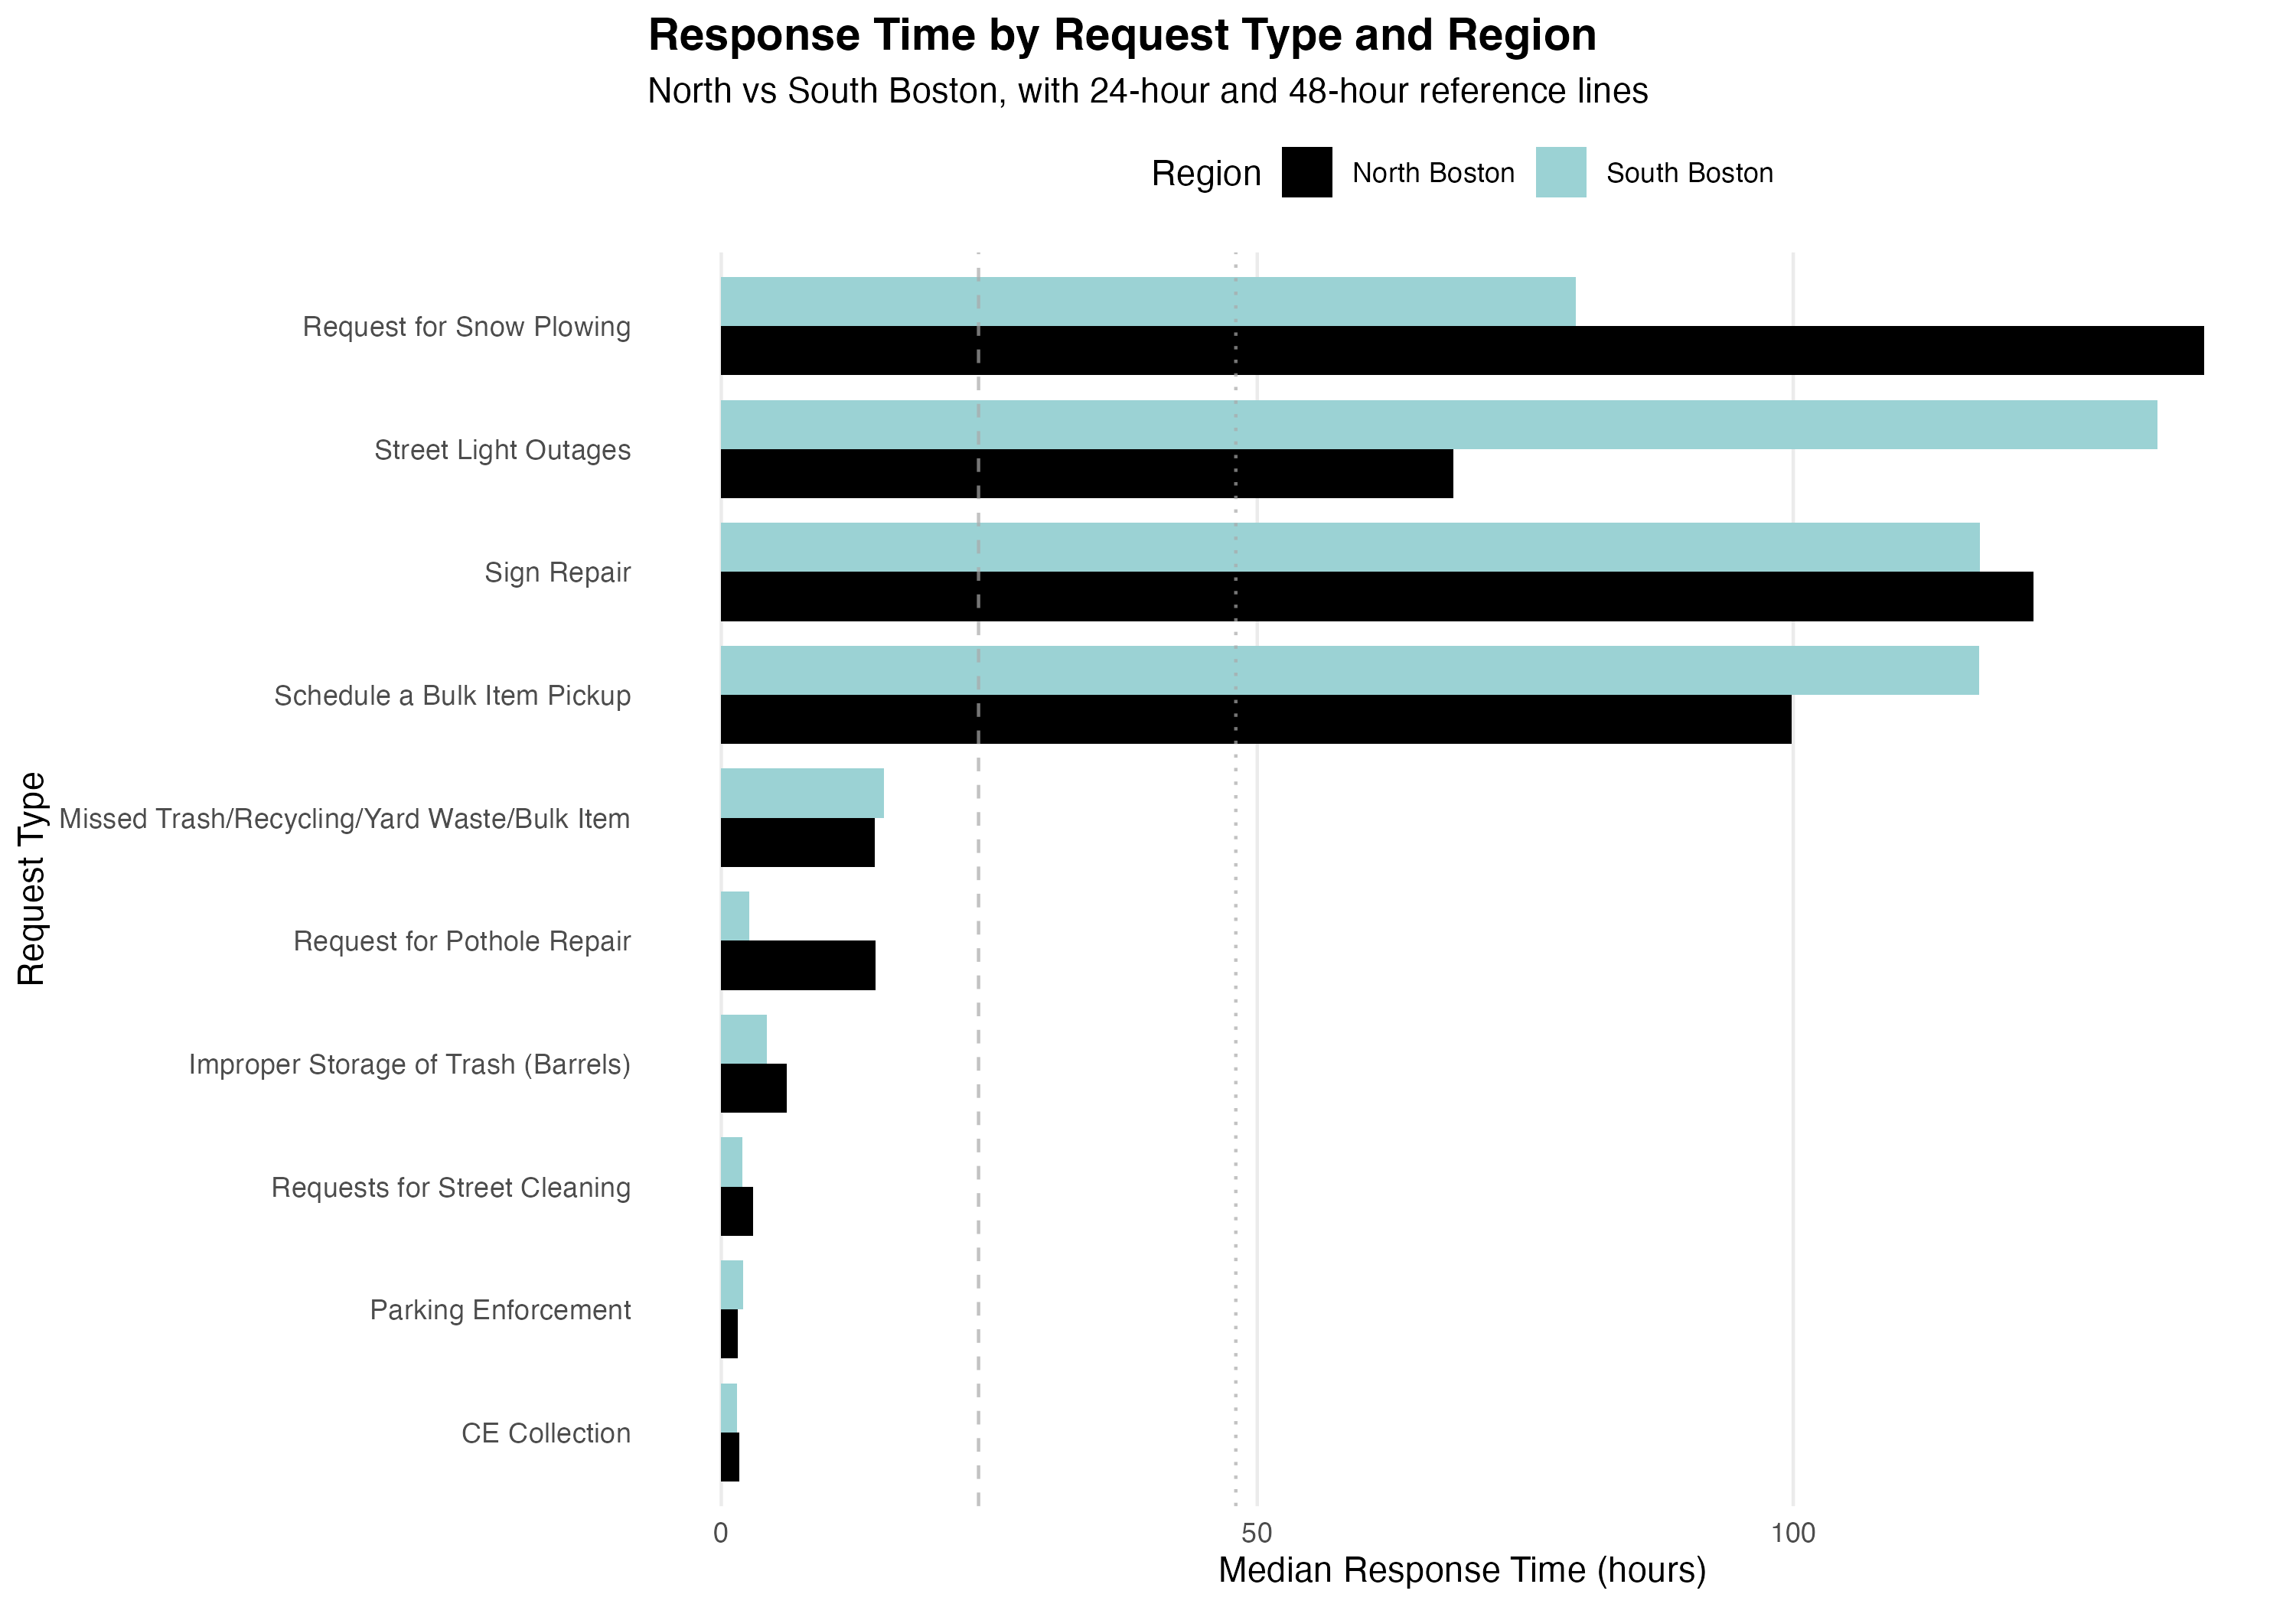 Response Time by Request Type and Region
North vs South Boston, with 24-hour and 48-hour reference lines
Region North Boston South Boston
Request for Snow Plowing
Street Light Outages
Sign Repair
Schedule a Bulk Item Pickup
Missed Trash/Recycling/Yard Waste/Bulk Item
Request for Pothole Repair
Improper Storage of Trash (Barrels)
Requests for Street Cleaning
Parking Enforcement
CE Collection
Request Type
0 50 100
Median Response Time (hours)